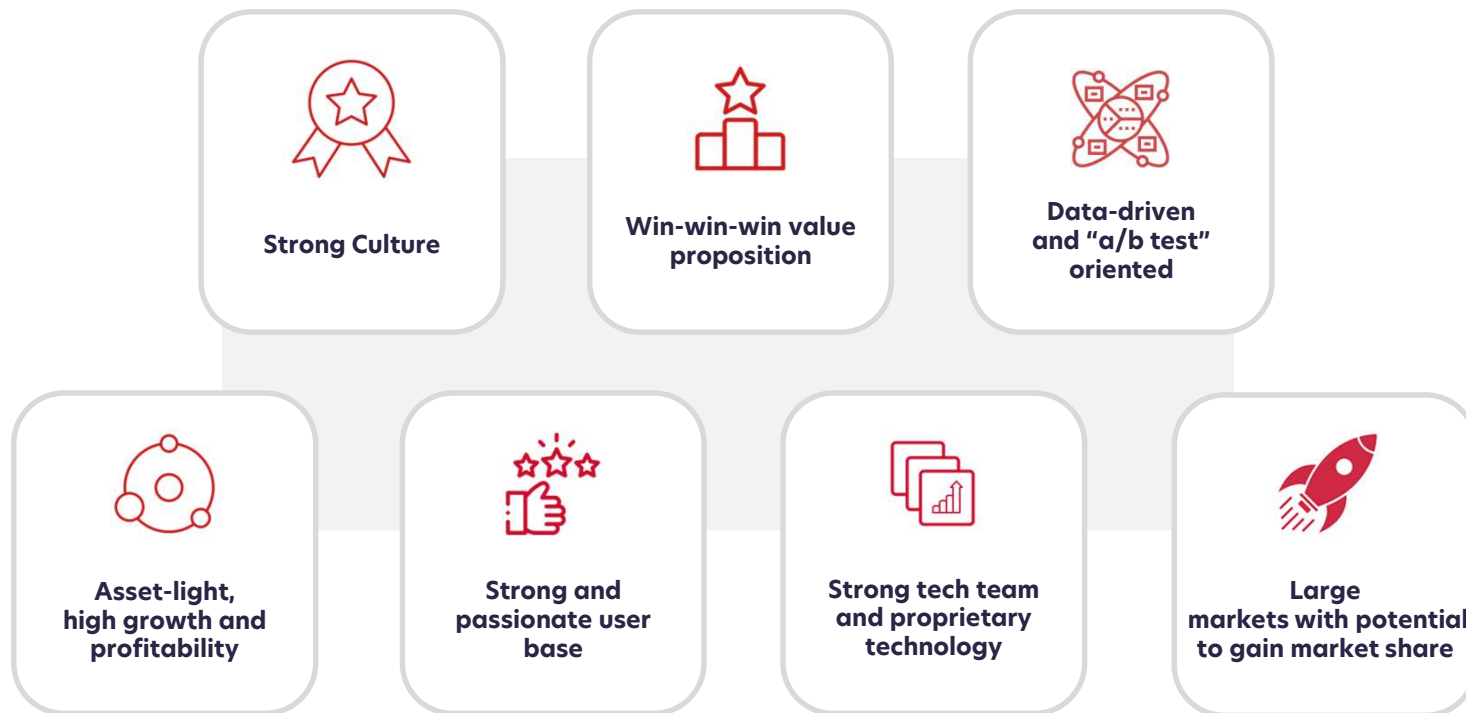 Strong Culture
Win-win-win value
proposition
Data-driven
and “a/b test”
oriented
Asset-light,
high growth and
profitability
Strong and
passionate user
base
Strong tech team
and proprietary
technology
Large
markets with potential
to gain market share